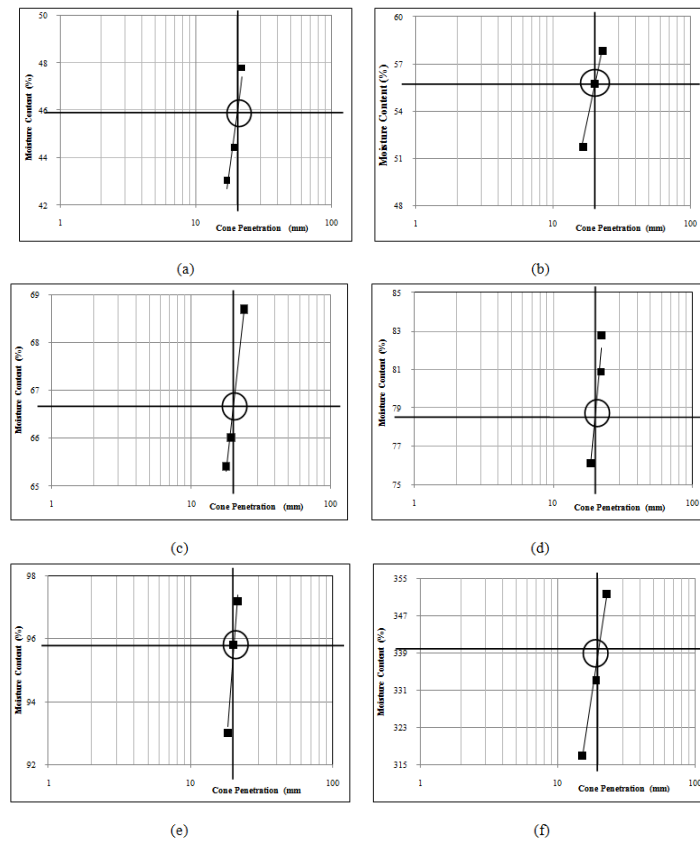 50
48
46
44
42
Moisture Content (%)
1
10
100
Cone Penetration (mm)
(a)
60
57
54
51
48
Moisture Content (%)
1
10
100
Cone Penetration (mm)
(b)
69
68
67
66
65
Moisture Content (%)
1
10
100
Cone Penetration (mm)
(c)
85
83
81
79
77
75
Moisture Content (%)
1
10
100
Cone Penetration (mm)
(d)
98
96
94
92
Moisture Content (%)
1
10
100
Cone Penetration (mm
(e)
355
347
339
331
323
315
Moisture Content (%)
1
10
100
Cone Penetration (mm)
(f)